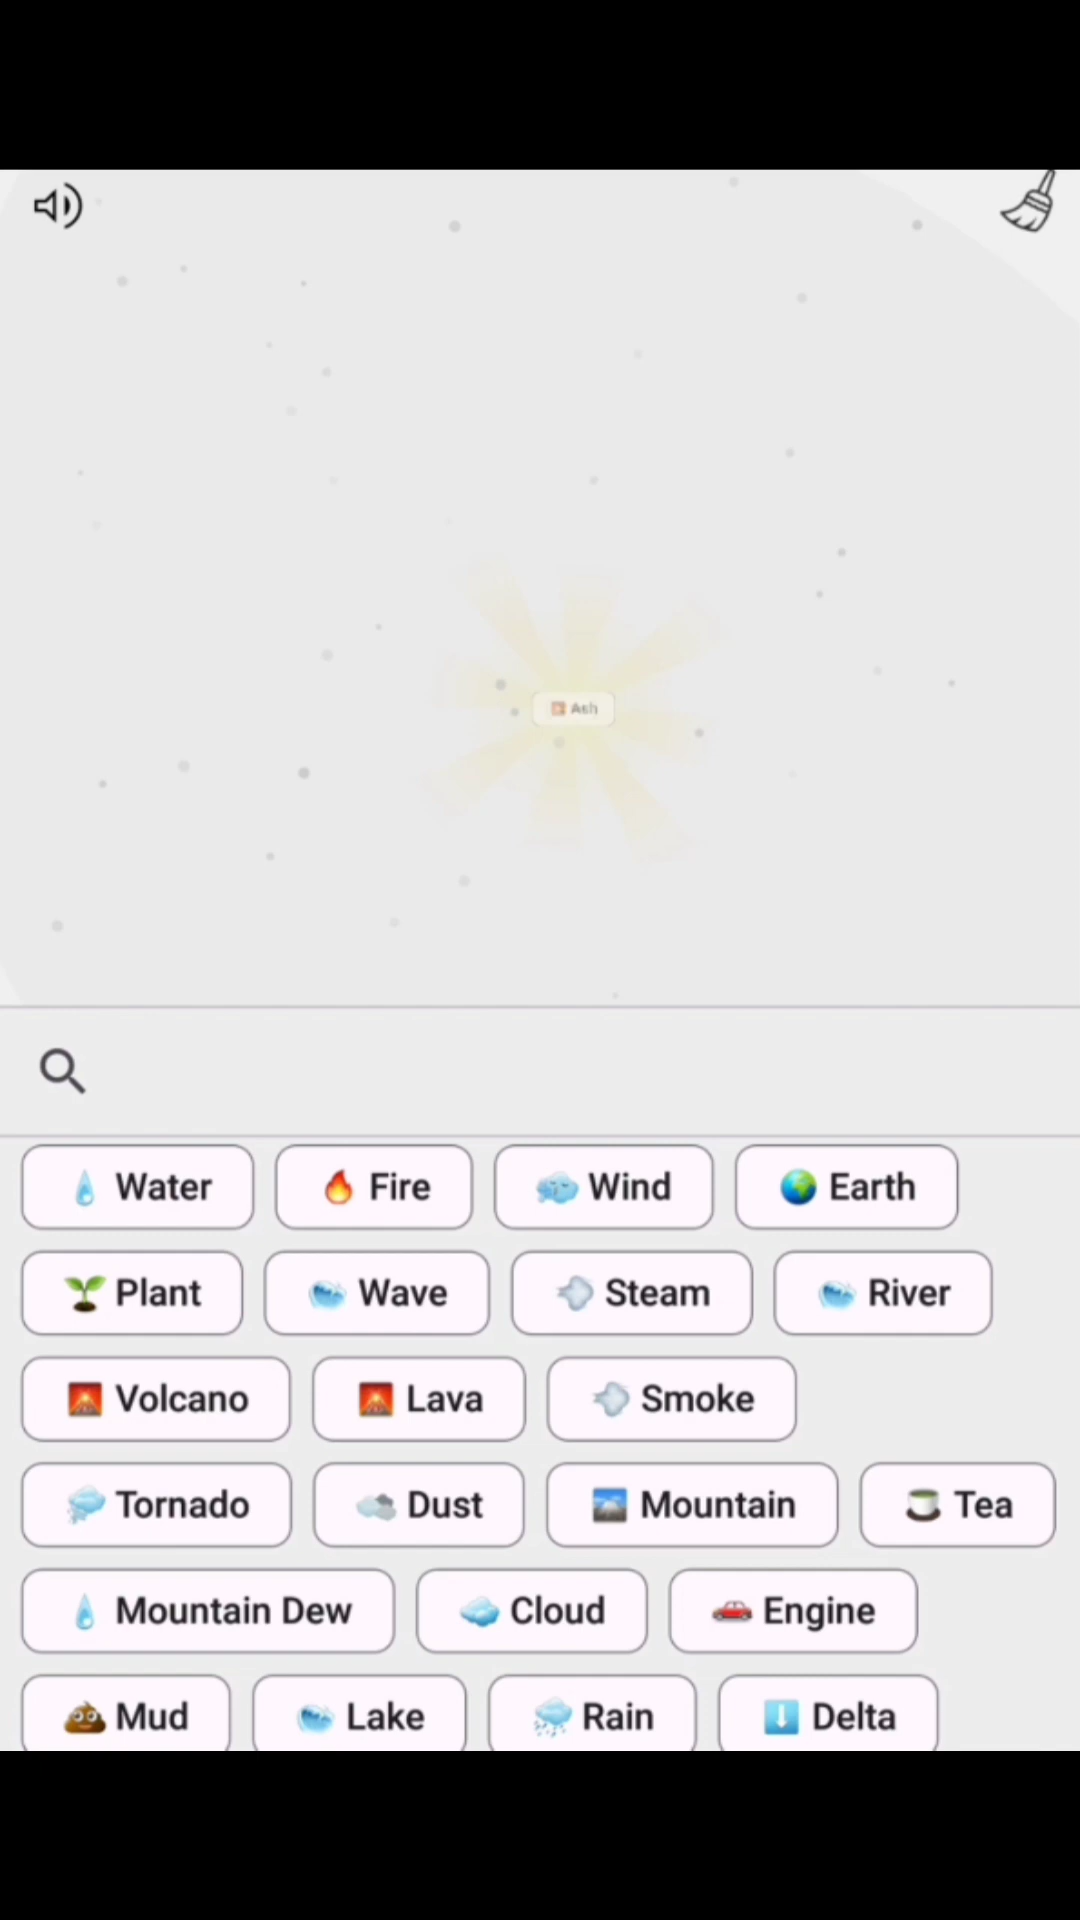 Ash
Water Fire Wind Earth
Plant Wave Steam River
Volcano Lava Smoke
Tornado Dust Mountain Tea
Mountain Dew Cloud Engine
Mud Lake Rain Delta